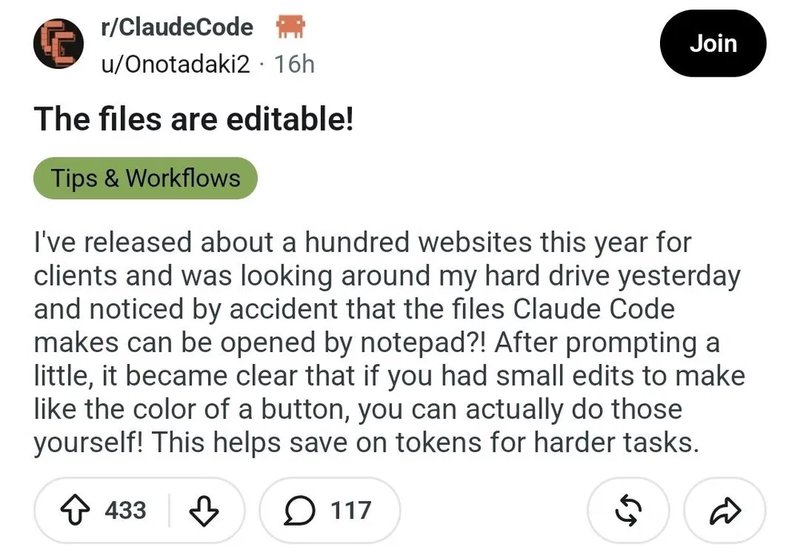 r/ClaudeCode
u/Onotadaki2 · 16h
Join
The files are editable!
Tips & Workflows
I've released about a hundred websites this year for
clients and was looking around my hard drive yesterday
and noticed by accident that the files Claude Code
makes can be opened by notepad?! After prompting a
little, it became clear that if you had small edits to make
like the color of a button, you can actually do those
yourself! This helps save on tokens for harder tasks.
433
117